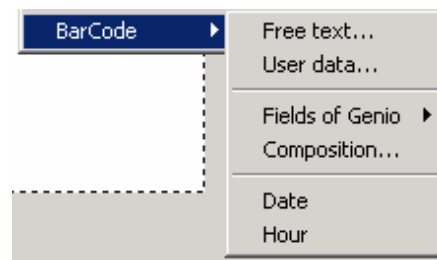 BarCode
Free text...
User data...
Fields of Genio
Composition...
Date
Hour